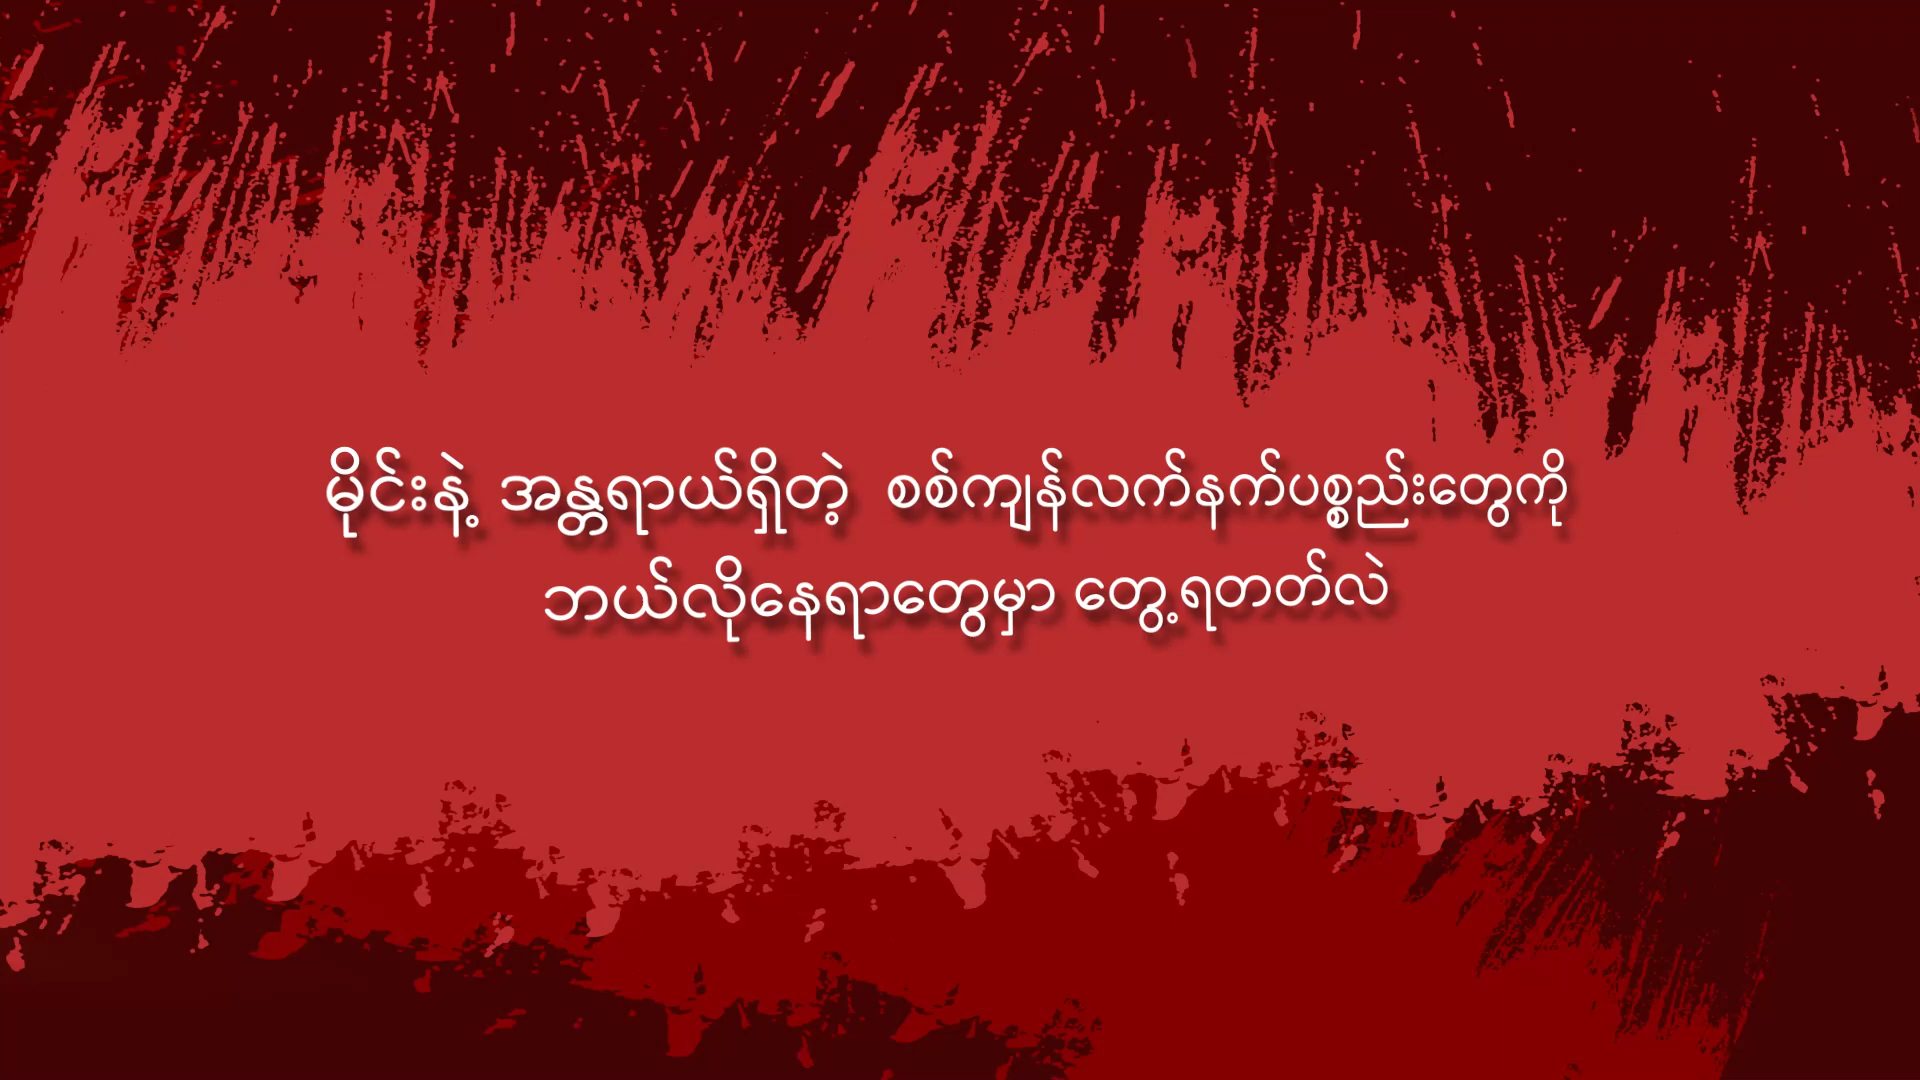 မိုင်းနဲ့ အန္တရာယ်ရှိတဲ့ စစ်ကျန်လက်နက်ပစ္စည်းတွေကို
ဘယ်လိုနေရာတွေမှာ တွေ့ရတတ်လဲ